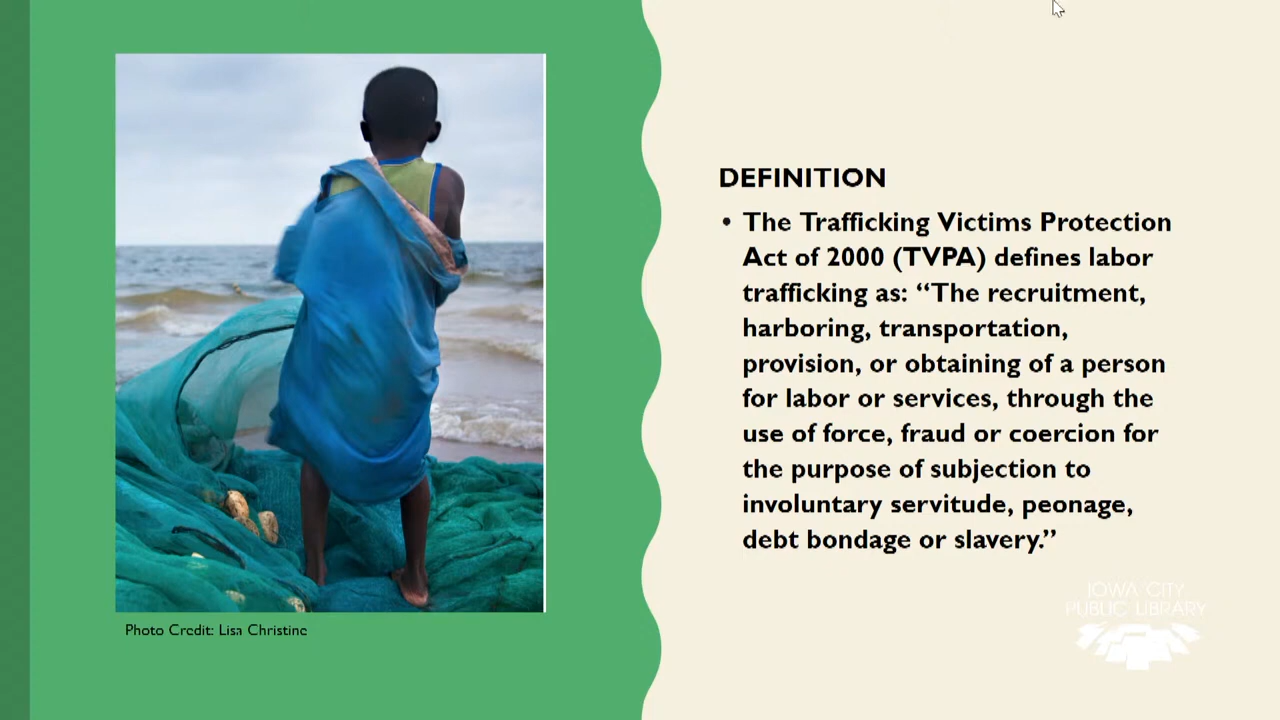 DEFINITION
• The Trafficking Victims Protection
Act of 2000 (TVPA) defines labor
trafficking as: “The recruitment,
harboring, transportation,
provision, or obtaining of a person
for labor or services, through the
use of force, fraud or coercion for
the purpose of subjection to
involuntary servitude, peonage,
debt bondage or slavery.”
Photo Credit: Lisa Christine
IOWA CITY
PUBLIC LIBRARY